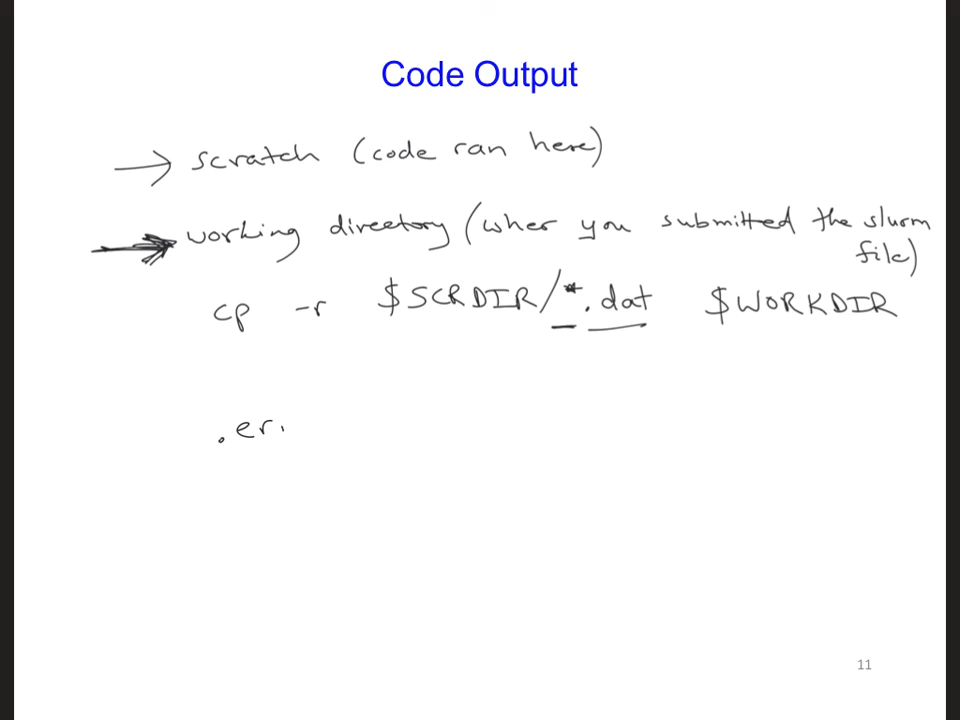 Code Output
→ scratch (code ran here)
→ working directory (wher you submitted the slurm
file)
cp -r $SCRDIR/*.dat $WORKDIR
.er
11